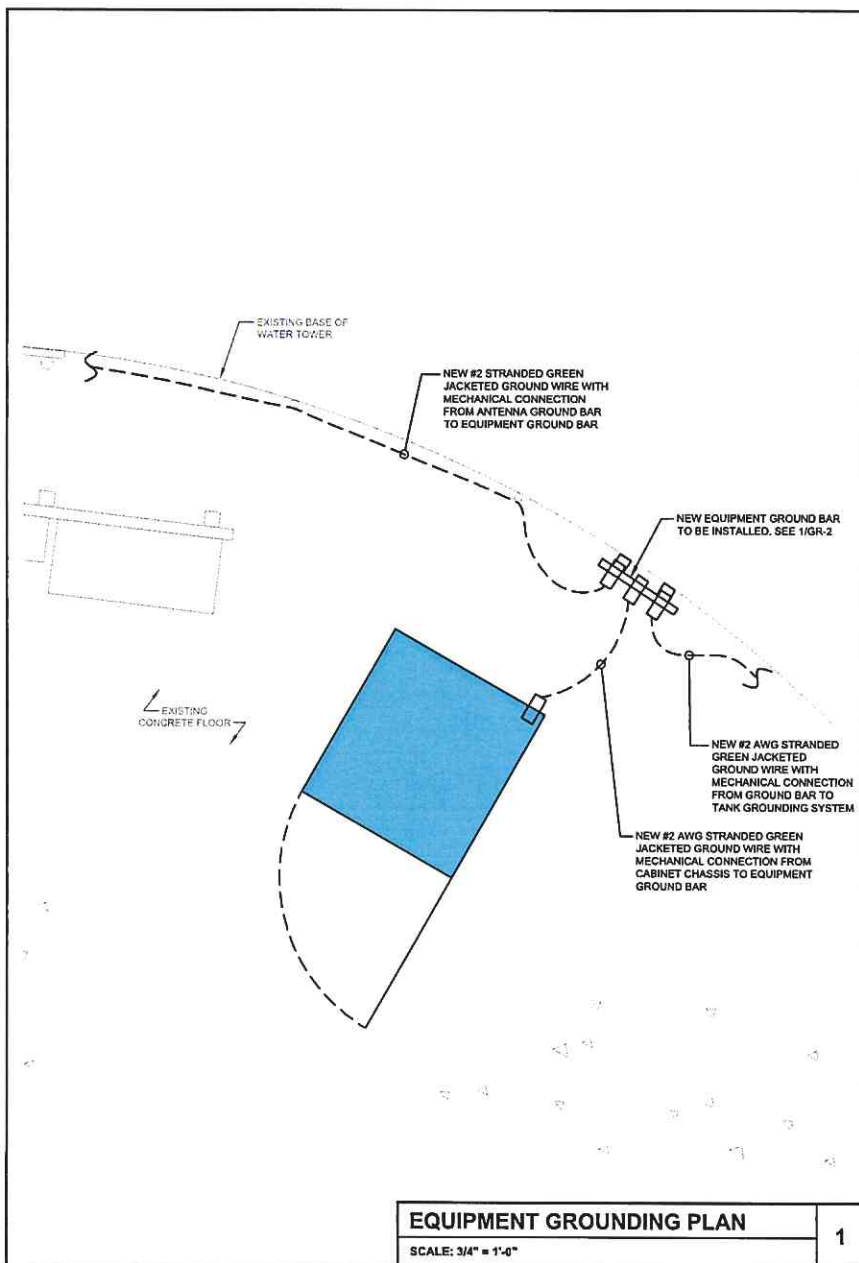 EXISTING BASE OF
WATER TOWER
NEW #2 STRANDED GREEN
JACKETED GROUND WIRE WITH
MECHANICAL CONNECTION
FROM ANTENNA GROUND BAR
TO EQUIPMENT GROUND BAR
NEW EQUIPMENT GROUND BAR
TO BE INSTALLED. SEE 1/GR-2
EXISTING
CONCRETE FLOOR
NEW #2 AWG STRANDED
GREEN JACKETED
GROUND WIRE WITH
MECHANICAL CONNECTION
FROM GROUND BAR TO
TANK GROUNDING SYSTEM
NEW #2 AWG STRANDED GREEN
JACKETED GROUND WIRE WITH
MECHANICAL CONNECTION FROM
CABINET CHASSIS TO EQUIPMENT
GROUND BAR
EQUIPMENT GROUNDING PLAN
1
SCALE: 3/4" = 1'-0"